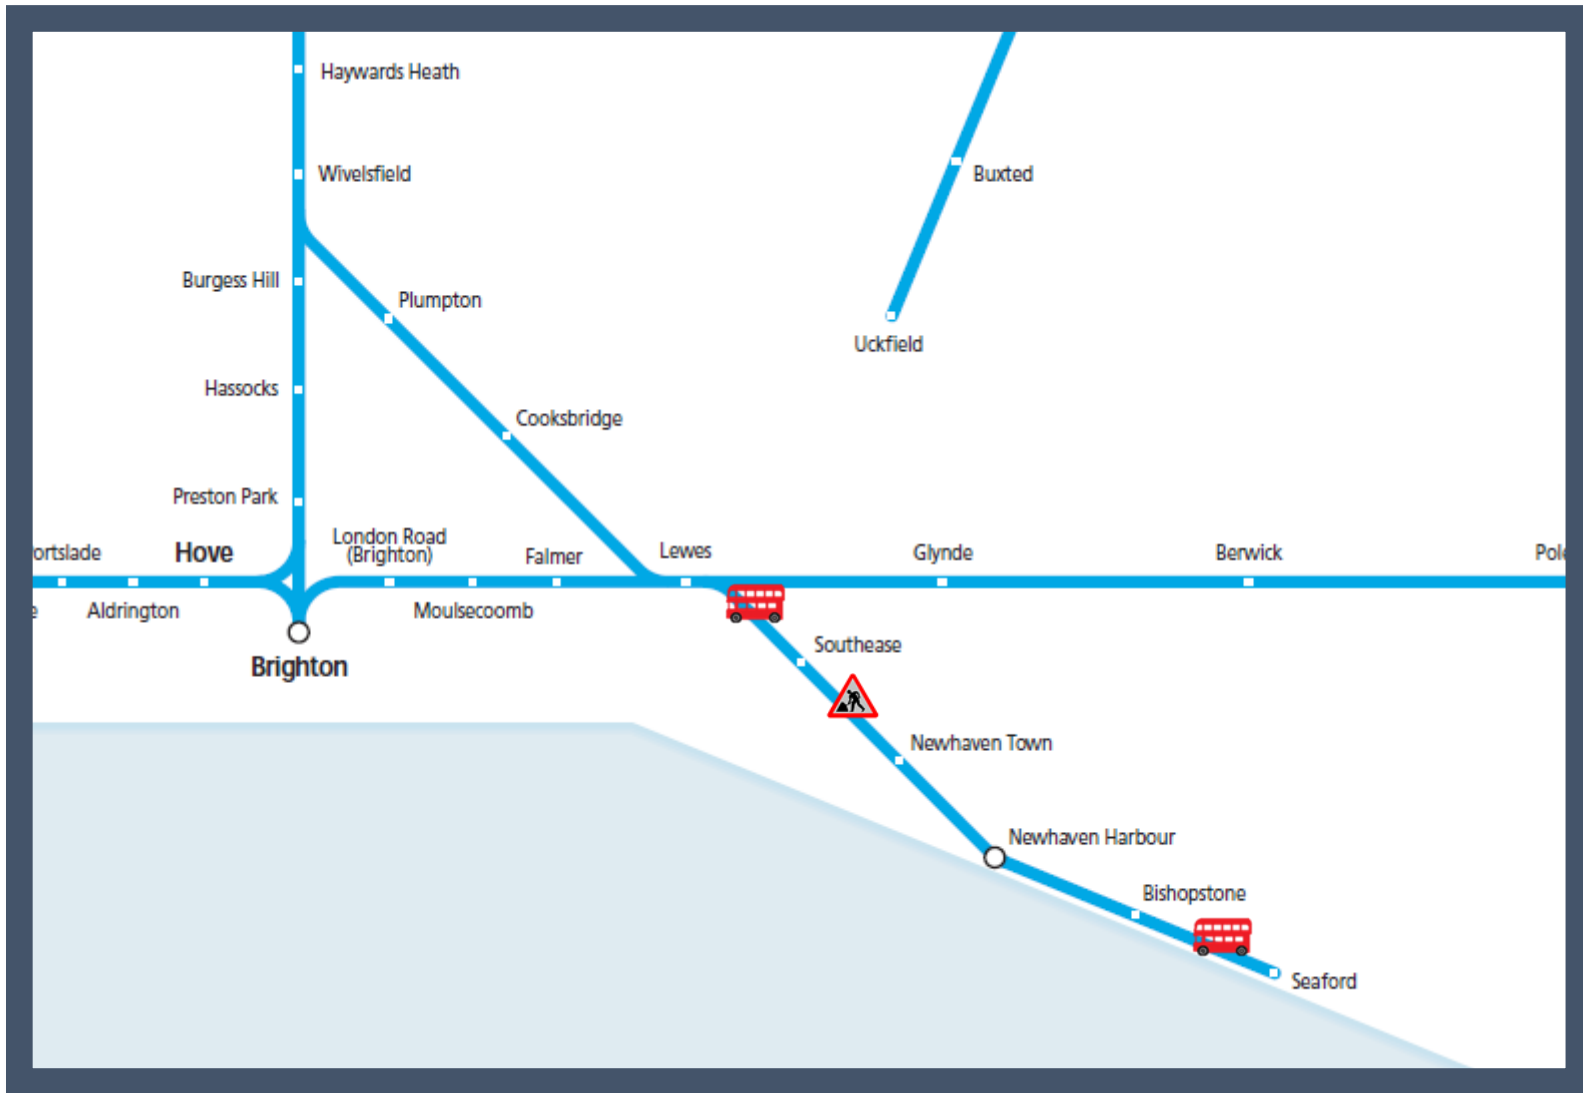 Haywards Heath
Wivelsfield
Buxted
Burgess Hill
Plumpton
Uckfield
Hassocks
Cooksbridge
Preston Park
London Road
(Brighton)
ortslade
Hove
Falmer
Lewes
Glynde
Berwick
Pole
e
Aldrington
Moulsecoomb
Brighton
Southease
Newhaven Town
Newhaven Harbour
Bishopstone
Seaford